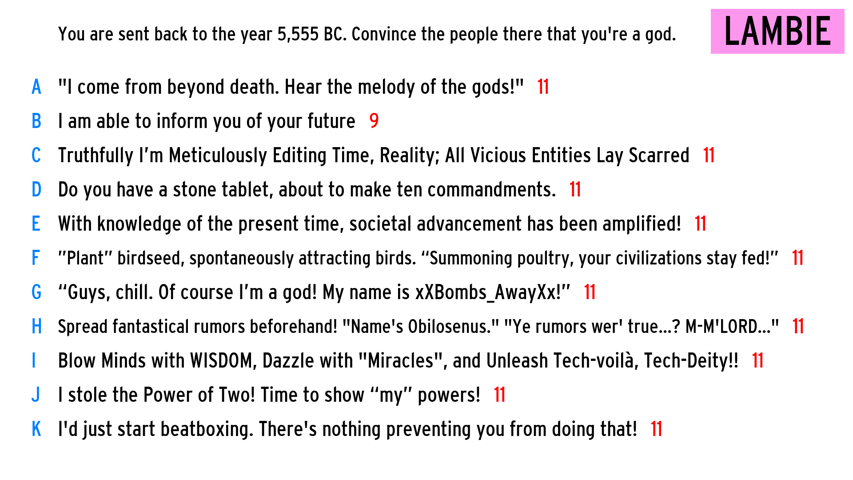 You are sent back to the year 5,555 BC. Convince the people there that you're a god.
LAMBIE
A "I come from beyond death. Hear the melody of the gods!" 11
B I am able to inform you of your future 9
C Truthfully I’m Meticulously Editing Time, Reality; All Vicious Entities Lay Scarred 11
D Do you have a stone tablet, about to make ten commandments. 11
E With knowledge of the present time, societal advancement has been amplified! 11
F ”Plant” birdseed, spontaneously attracting birds. “Summoning poultry, your civilizations stay fed!” 11
G “Guys, chill. Of course I’m a god! My name is xXBombs_AwayXx!” 11
H Spread fantastical rumors beforehand! "Name's Obilosenus." "Ye rumors wer' true...? M-M'LORD..." 11
I Blow Minds with WISDOM, Dazzle with "Miracles", and Unleash Tech-voilà, Tech-Deity!! 11
J I stole the Power of Two! Time to show “my” powers! 11
K I'd just start beatboxing. There's nothing preventing you from doing that! 11